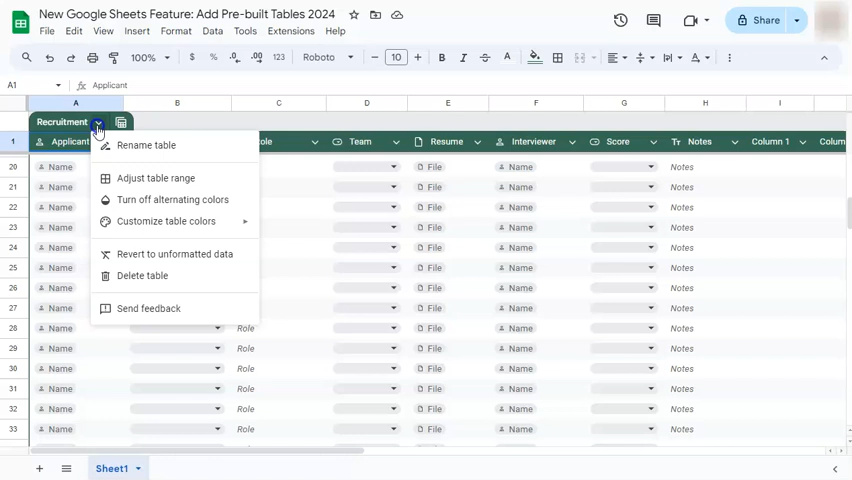 New Google Sheets Feature: Add Pre-built Tables 2024
File Edit View Insert Format Data Tools Extensions Help
Share
100% $ % .0 .00 123 Roboto 10 B I A
A1 Applicant
A B C D E F G H I
Recruitment
1 Applicant Role Team Resume Interviewer Score Notes Column 1 Colum
Rename table
Adjust table range
Turn off alternating colors
Customize table colors
Revert to unformatted data
Delete table
Send feedback
20 Name File Name Notes
21 Name File Name Notes
22 Name File Name Notes
23 Name File Name Notes
24 Name File Name Notes
25 Name File Name Notes
26 Name File Name Notes
27 Name File Name Notes
28 Name Role File Name Notes
29 Name Role File Name Notes
30 Name Role File Name Notes
31 Name Role File Name Notes
32 Name Role File Name Notes
33 Name Role File Name Notes
Sheet1